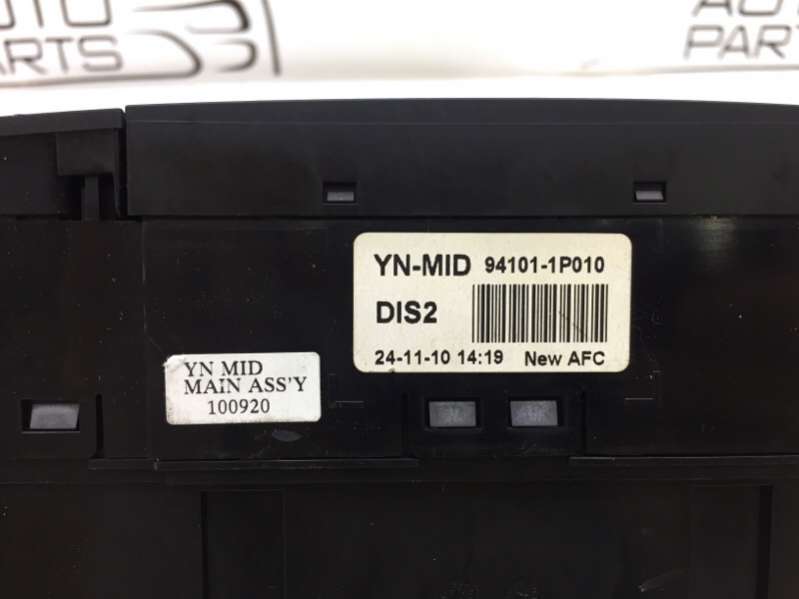 AUTO
PARTS
AUTO
PARTS
YN-MID 94101-1P010
DIS2
24-11-10 14:19 New AFC
YN MID
MAIN ASS'Y
100920